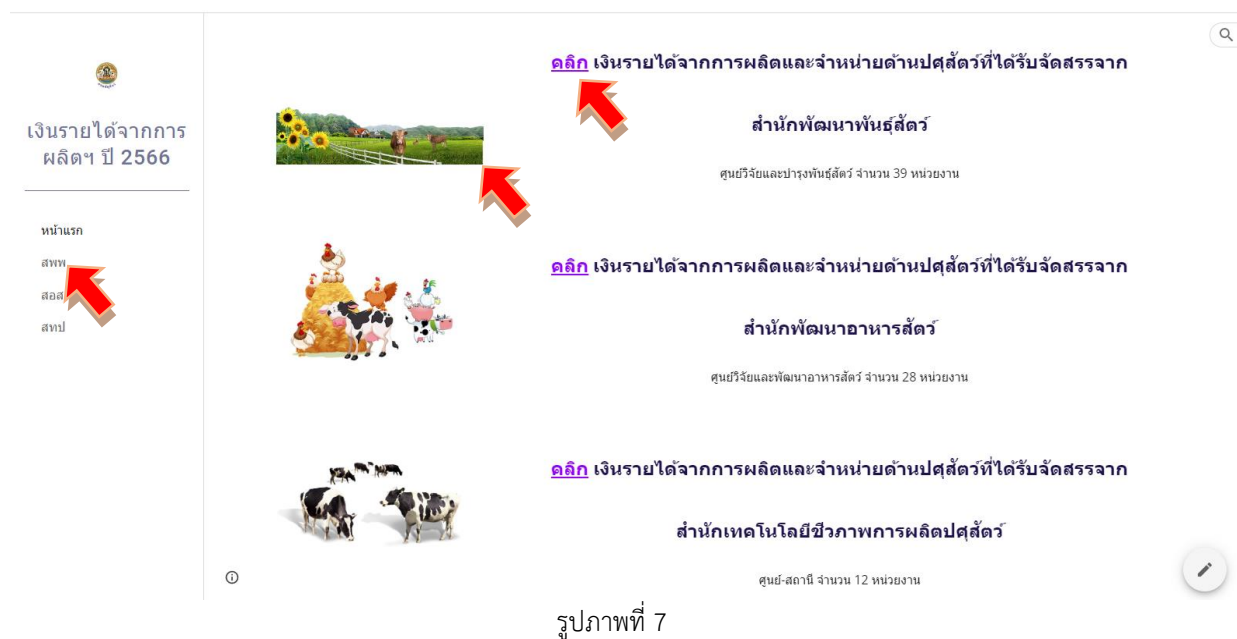 เงินรายได้จากการ
ผลิตฯ ปี 2566
หน้าแรก
สพพ
สอส
สทป
คลิก เงินรายได้จากการผลิตและจำหน่ายด้านปศุสัตว์ที่ได้รับจัดสรรจาก
สำนักพัฒนาพันธุ์สัตว์
ศูนย์วิจัยและบำรุงพันธุ์สัตว์ จำนวน 39 หน่วยงาน
คลิก เงินรายได้จากการผลิตและจำหน่ายด้านปศุสัตว์ที่ได้รับจัดสรรจาก
สำนักพัฒนาอาหารสัตว์
ศูนย์วิจัยและพัฒนาอาหารสัตว์ จำนวน 28 หน่วยงาน
คลิก เงินรายได้จากการผลิตและจำหน่ายด้านปศุสัตว์ที่ได้รับจัดสรรจาก
สำนักเทคโนโลยีชีวภาพการผลิตปศุสัตว์
ศูนย์-สถานี จำนวน 12 หน่วยงาน
รูปภาพที่ 7